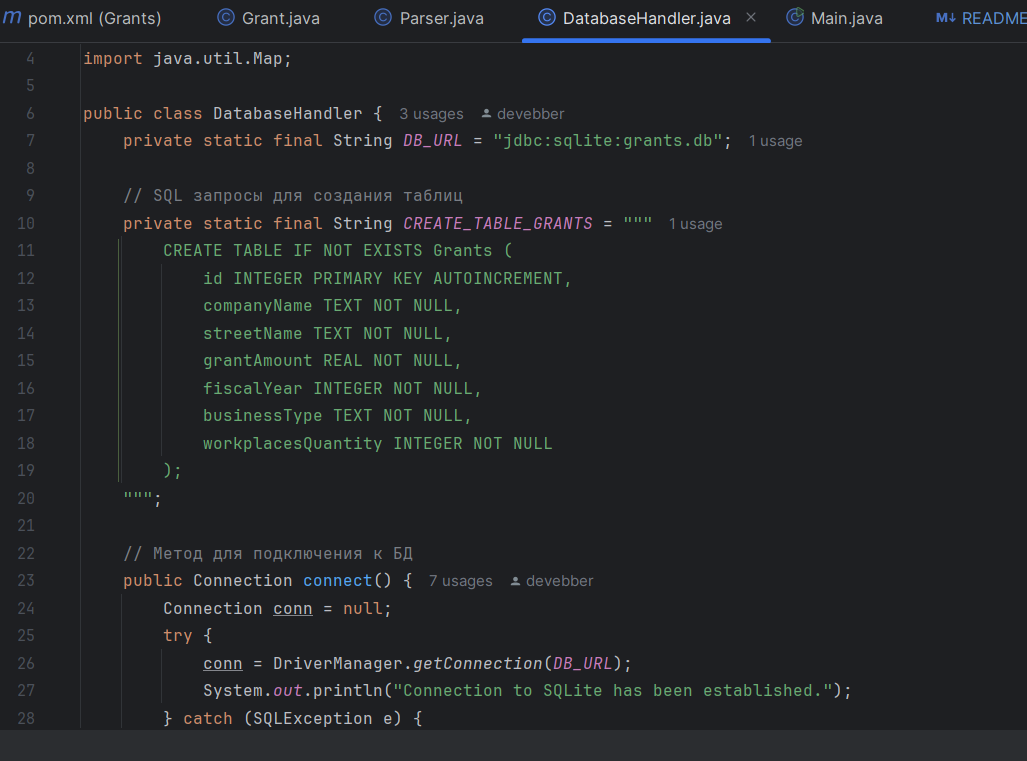 pom.xml (Grants) Grant.java Parser.java DatabaseHandler.java Main.java README
4 import java.util.Map;
5
6 public class DatabaseHandler { 3 usages devebber
7 private static final String DB_URL = "jdbc:sqlite:grants.db"; 1 usage
8
9 // SQL запросы для создания таблиц
10 private static final String CREATE_TABLE_GRANTS = """ 1 usage
11 CREATE TABLE IF NOT EXISTS Grants (
12 id INTEGER PRIMARY KEY AUTOINCREMENT,
13 companyName TEXT NOT NULL,
14 streetName TEXT NOT NULL,
15 grantAmount REAL NOT NULL,
16 fiscalYear INTEGER NOT NULL,
17 businessType TEXT NOT NULL,
18 workplacesQuantity INTEGER NOT NULL
19 );
20 """;
21
22 // Метод для подключения к БД
23 public Connection connect() { 7 usages devebber
24 Connection conn = null;
25 try {
26 conn = DriverManager.getConnection(DB_URL);
27 System.out.println("Connection to SQLite has been established.");
28 } catch (SQLException e) {